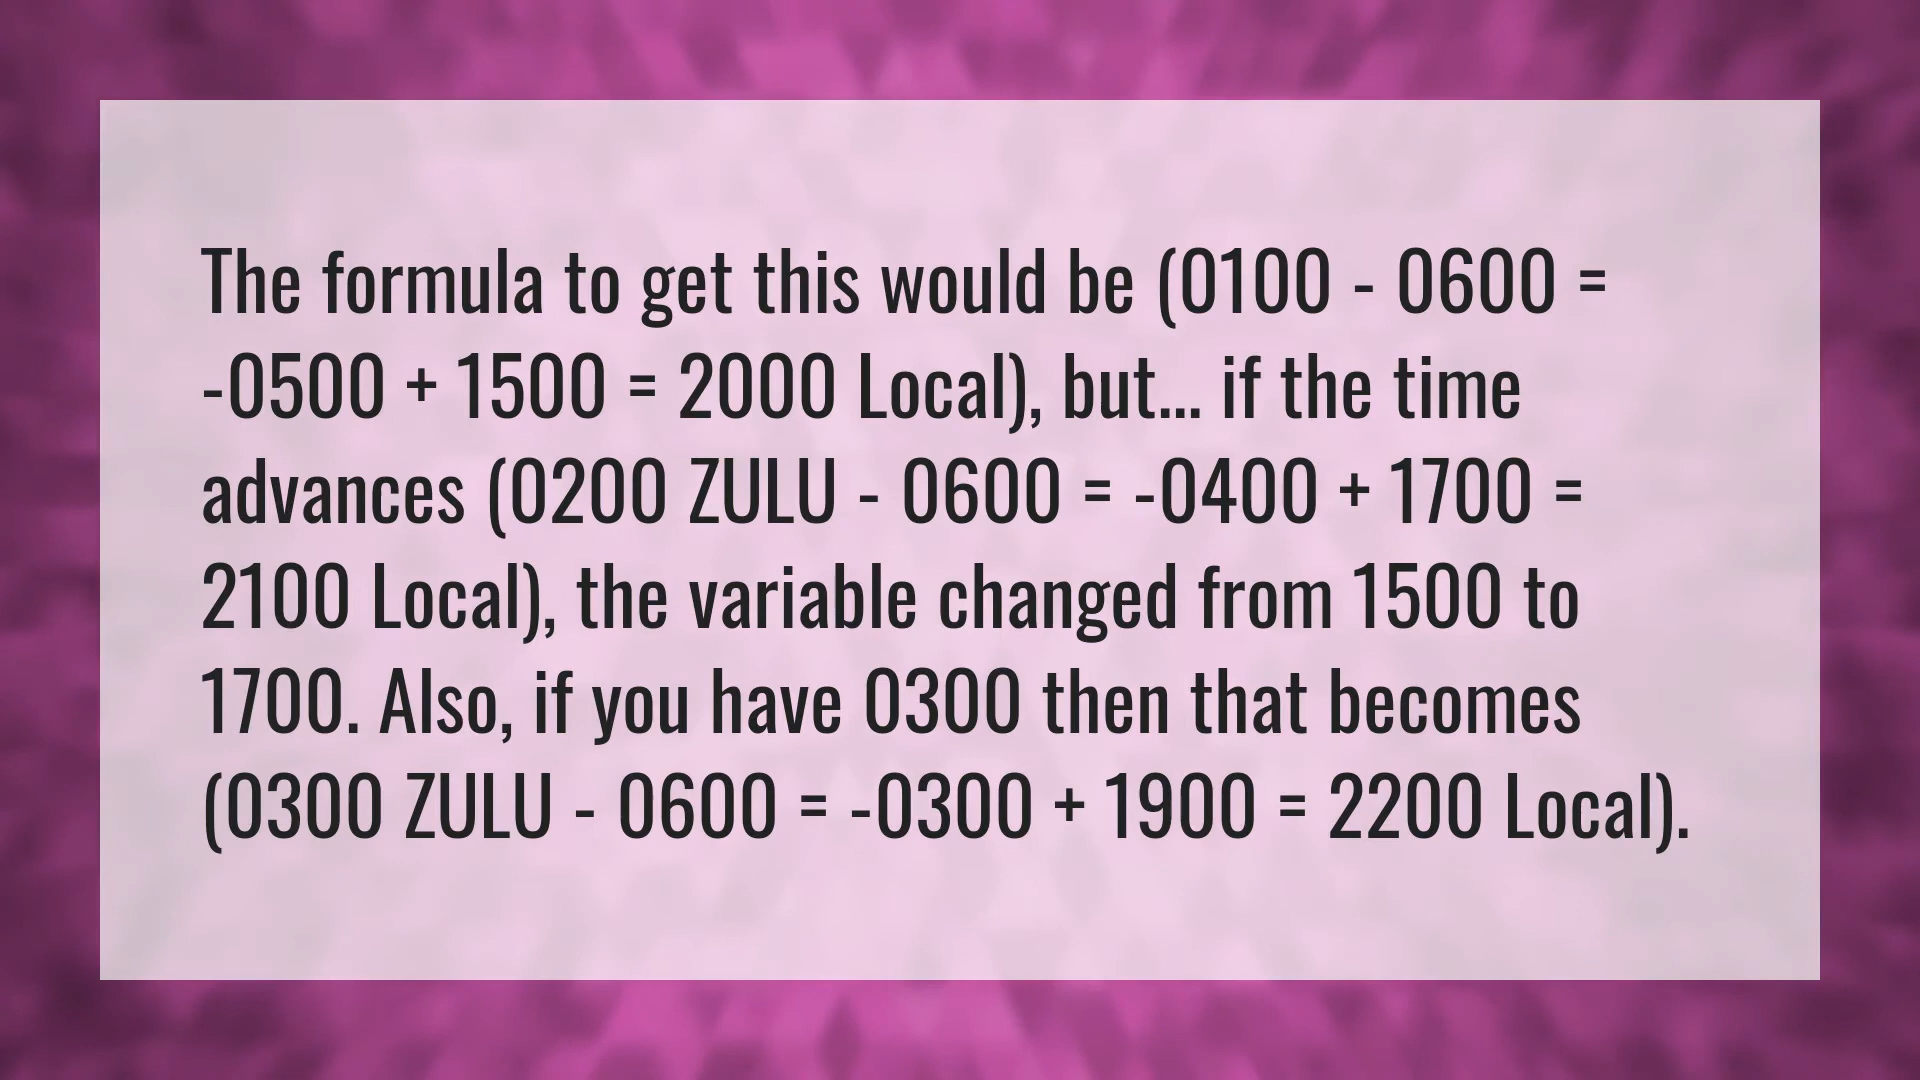 The formula to get this would be (0100 - 0600 =
-0500 + 1500 = 2000 Local), but... if the time
advances (0200 ZULU - 0600 = -0400 + 1700 =
2100 Local), the variable changed from 1500 to
1700. Also, if you have 0300 then that becomes
(0300 ZULU - 0600 = -0300 + 1900 = 2200 Local).